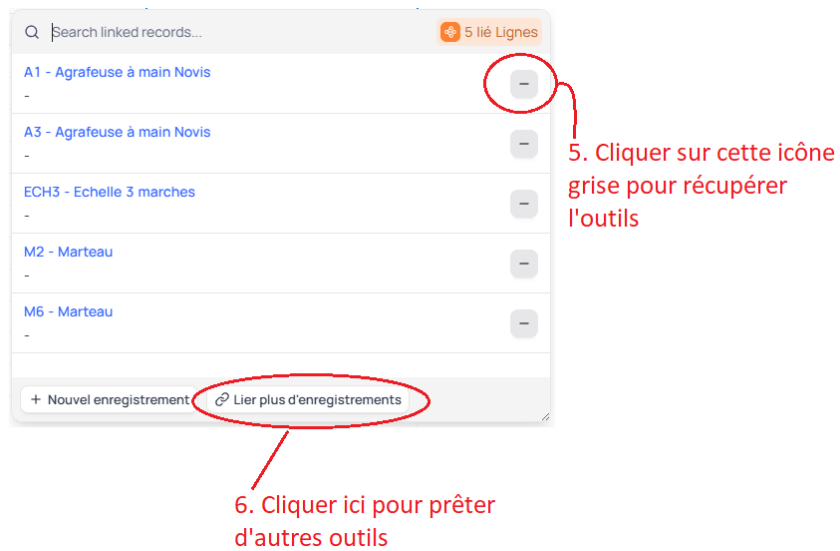 Search linked records...
5 lié Lignes
A1 - Agrafeuse à main Novis
-
A3 - Agrafeuse à main Novis
-
ECH3 - Echelle 3 marches
-
M2 - Marteau
-
M6 - Marteau
-
+ Nouvel enregistrement
Lier plus d'enregistrements
5. Cliquer sur cette icône
grise pour récupérer
l'outils
6. Cliquer ici pour prêter
d'autres outils